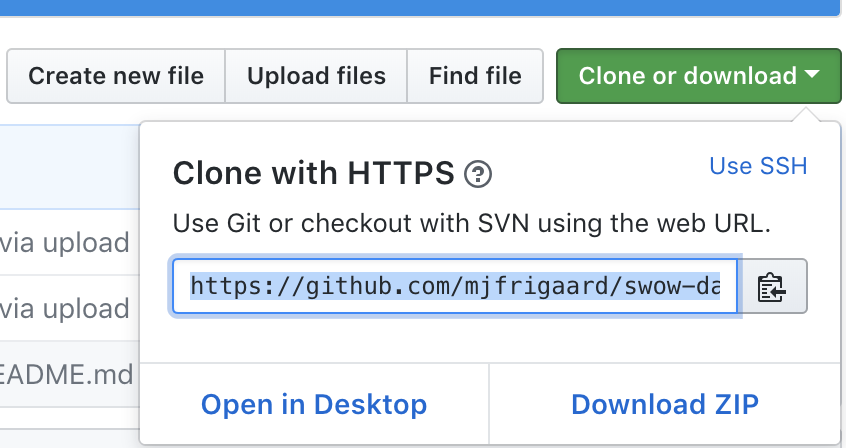 Create new file
Upload files
Find file
Clone or download
Clone with HTTPS
Use SSH
Use Git or checkout with SVN using the web URL.
https://github.com/mjfrigaard/swow-da
via upload
via upload
EADME.md
Open in Desktop
Download ZIP